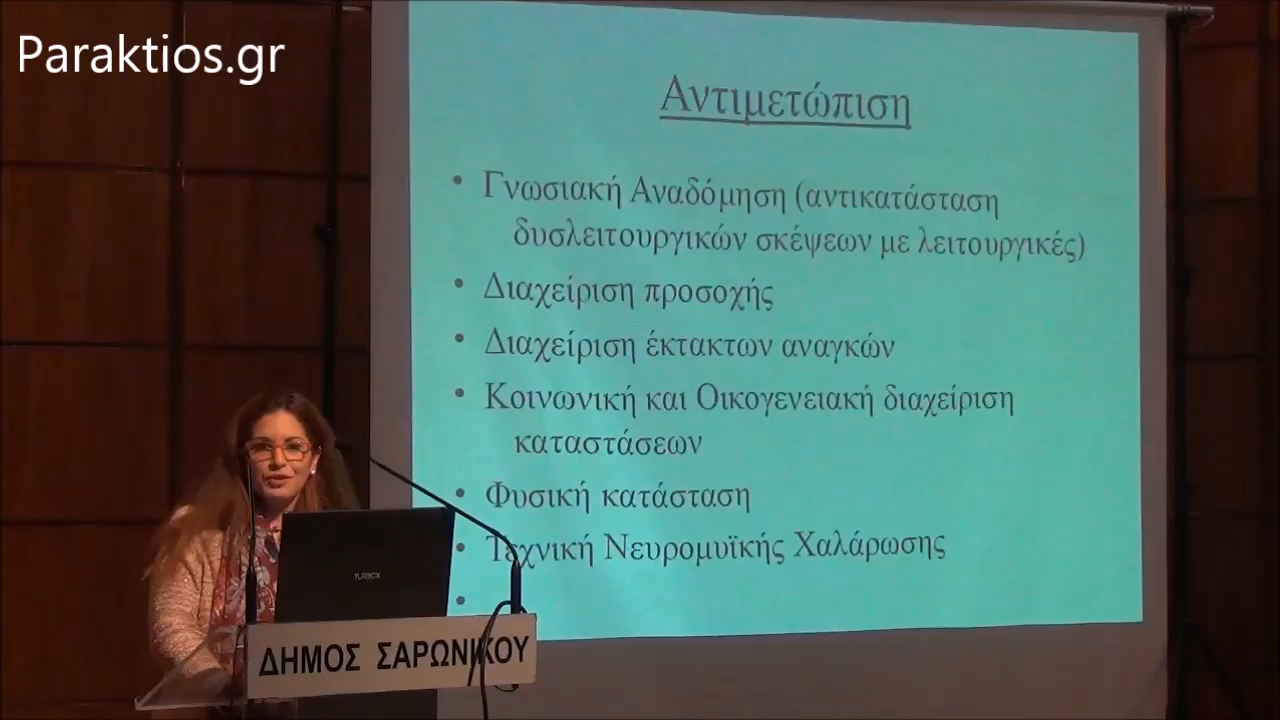 Paraktios.gr
Αντιμετώπιση
• Γνωσιακή Αναδόμηση (αντικατάσταση
δυσλειτουργικών σκέψεων με λειτουργικές)
• Διαχείριση προσοχής
• Διαχείριση έκτακτων αναγκών
• Κοινωνική και Οικογενειακή διαχείριση
καταστάσεων
• Φυσική κατάσταση
• Τεχνική Νευρομυϊκής Χαλάρωσης
•
TURBOX
ΔΗΜΟΣ ΣΑΡΩΝΙΚΟΥ